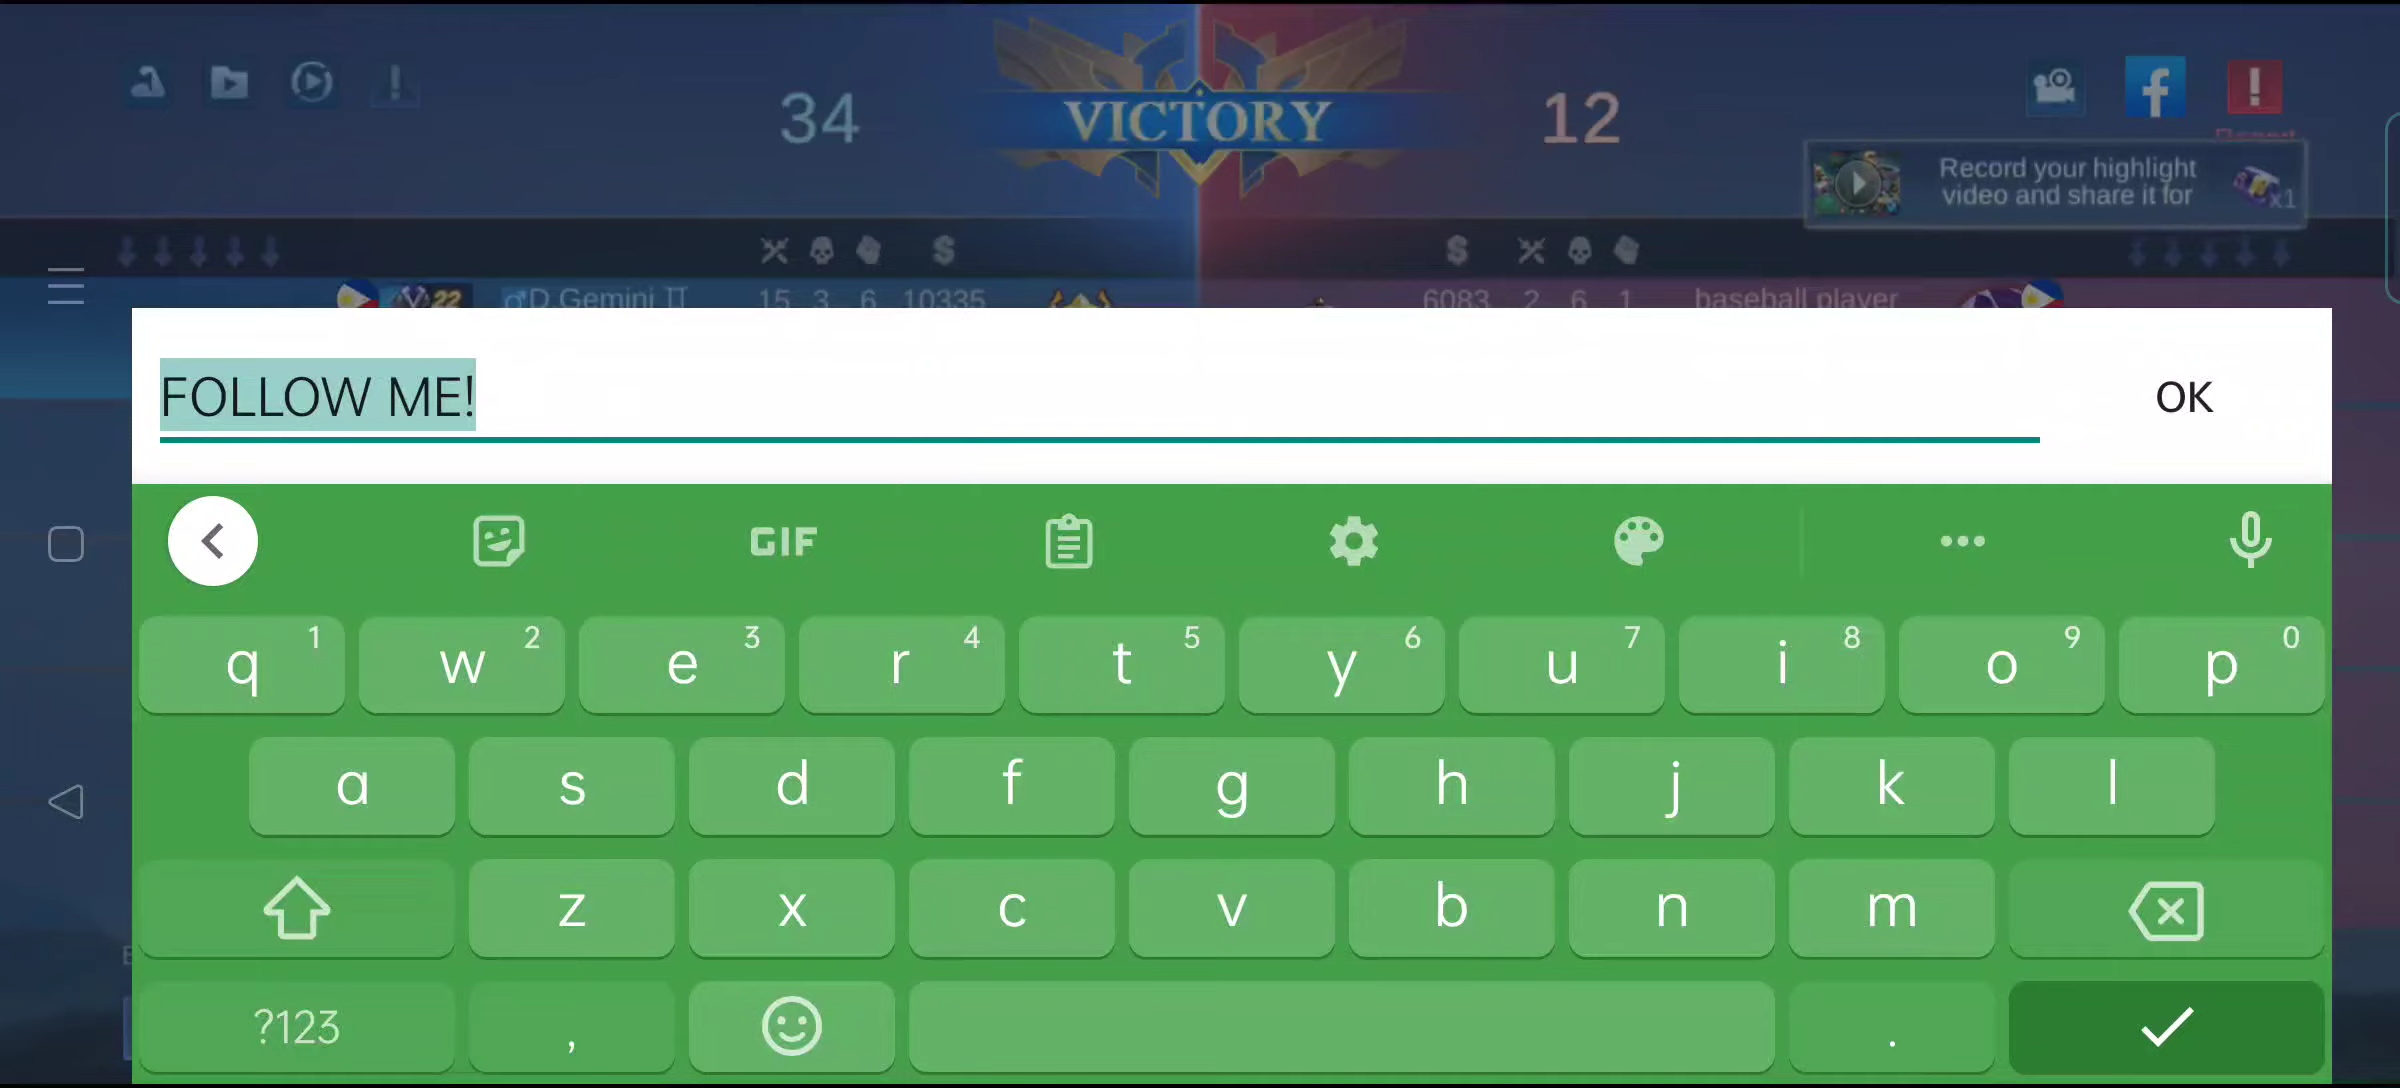 34
VICTORY
12
Record your highlight
video and share it for
x1
22 ♂D.Gemini II 15 3 6 10335
6083 2 6 1 baseball player
FOLLOW ME!
OK
GIF
q 1 w 2 e 3 r 4 t 5 y 6 u 7 i 8 o 9 p 0
a s d f g h j k l
z x c v b n m
?123 , .